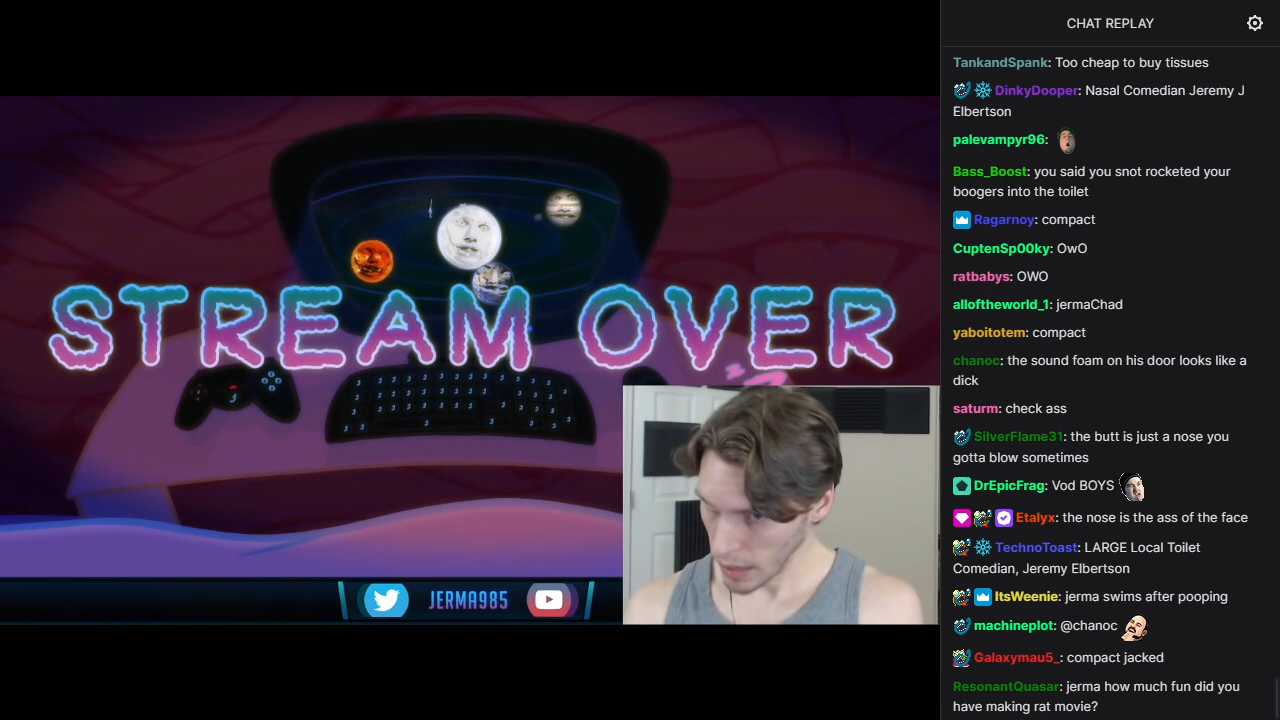 CHAT REPLAY
TankandSpank: Too cheap to buy tissues
DinkyDooper: Nasal Comedian Jeremy J
Elbertson
palevampyr96:
Bass_Boost: you said you snot rocketed your
boogers into the toilet
Ragarnoy: compact
CuptenSp00ky: OwO
ratbabys: OWO
alloftheworld_1: jermaChad
yaboitotem: compact
chanoc: the sound foam on his door looks like a
dick
saturm: check ass
SilverFlame31: the butt is just a nose you
gotta blow sometimes
DrEpicFrag: Vod BOYS
Etalyx: the nose is the ass of the face
TechnoToast: LARGE Local Toilet
Comedian, Jeremy Elbertson
ItsWeenie: jerma swims after pooping
machineplot: @chanoc
Galaxymau5_: compact jacked
ResonantQuasar: jerma how much fun did you
have making rat movie?
STREAM OVER
JERMA985